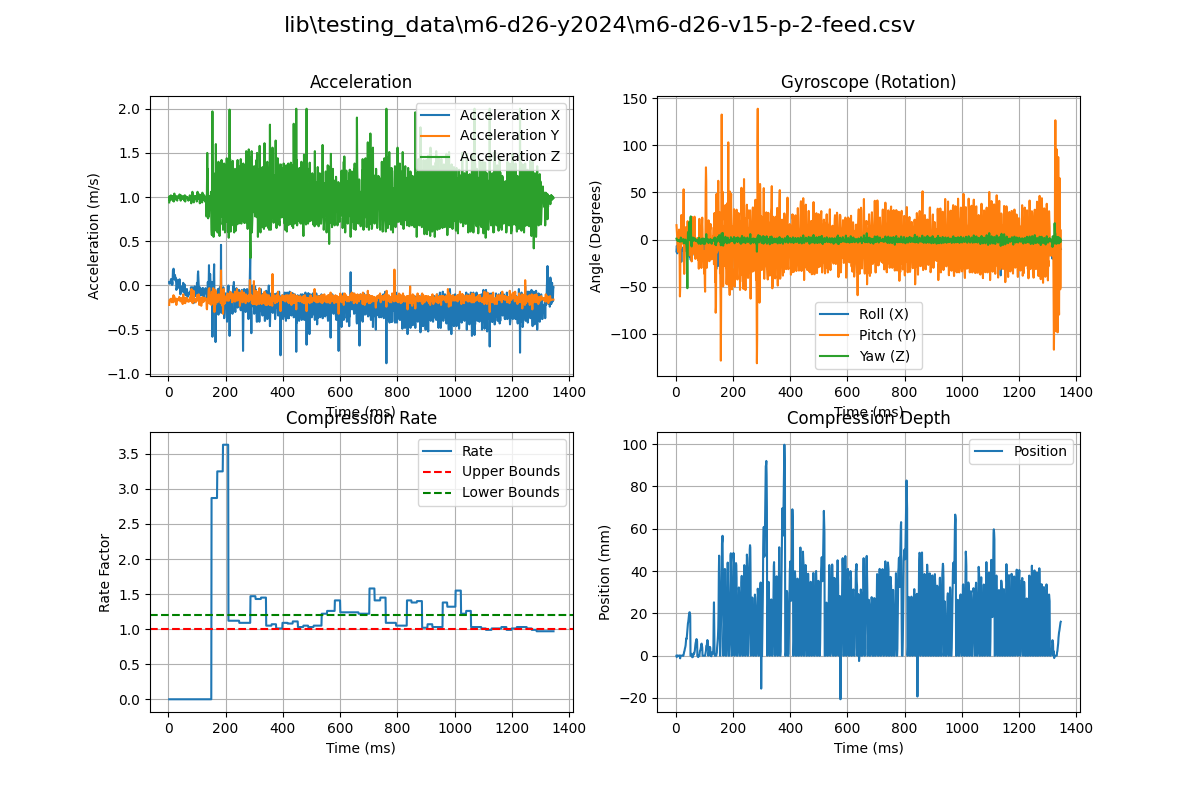 lib\testing_data\m6-d26-y2024\m6-d26-v15-p-2-feed.csv
Acceleration
Acceleration (m/s)
2.0
1.5
1.0
0.5
0.0
−0.5
−1.0
Acceleration X
Acceleration Y
Acceleration Z
0 200 400 600 800 1000 1200 1400
Time (ms)
Gyroscope (Rotation)
Angle (Degrees)
150
100
50
0
−50
−100
Roll (X)
Pitch (Y)
Yaw (Z)
0 200 400 600 800 1000 1200 1400
Time (ms)
Compression Rate
Rate Factor
3.5
3.0
2.5
2.0
1.5
1.0
0.5
0.0
Rate
Upper Bounds
Lower Bounds
0 200 400 600 800 1000 1200 1400
Time (ms)
Compression Depth
Position (mm)
100
80
60
40
20
0
−20
Position
0 200 400 600 800 1000 1200 1400
Time (ms)